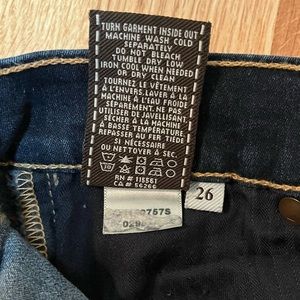 TURN GARMENT INSIDE OUT
MACHINE WASH COLD
SEPARATELY
DO NOT BLEACH
TUMBLE DRY LOW
IRON COOL WHEN NEEDED
OR DRY CLEAN
TOURNEZ LE VÊTEMENT
À L'ENVERS.LAVER À LA
MACHINE À L'EAU FROIDE
SÉPARÉMENT. NE PAS
UTILISER DE JAVELLISANT.
SÉCHER À LA MACHINE
À BASSE TEMPÉRATURE.
REPASSER AU FER TIÈDE
SI NÉCESSAIRE
OU NETTOYAGE À SEC.
RN # 115561
CA # 56266
26